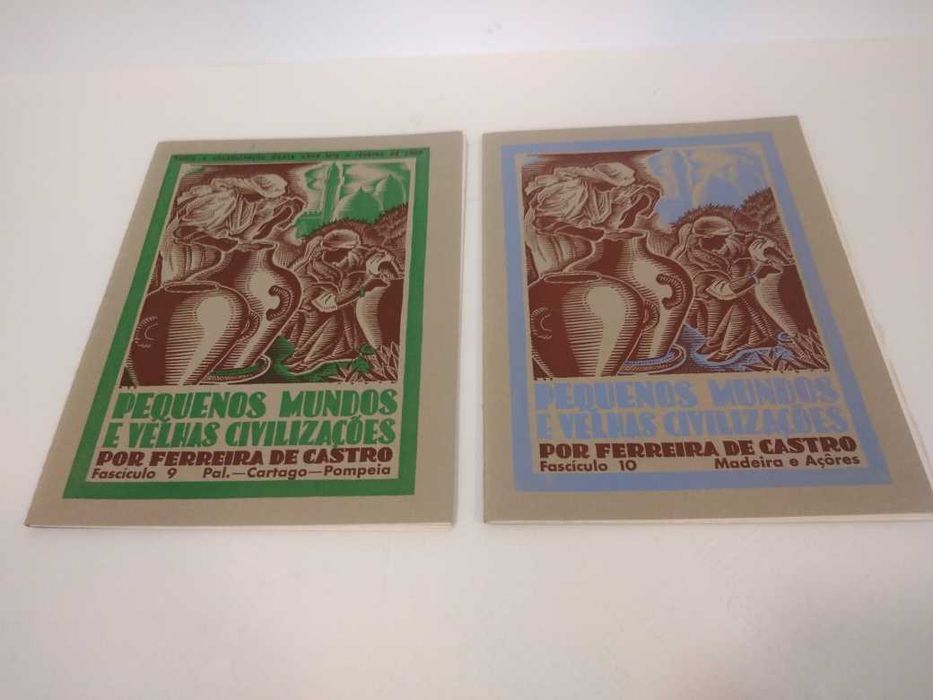 PEQUENOS MUNDOS
E VELHAS CIVILIZAÇÕES
POR FERREIRA DE CASTRO
Fascículo 9 Pal.—Cartago—Pompeia
PEQUENOS MUNDOS
E VELHAS CIVILIZAÇÕES
POR FERREIRA DE CASTRO
Fascículo 10 Madeira e Açôres